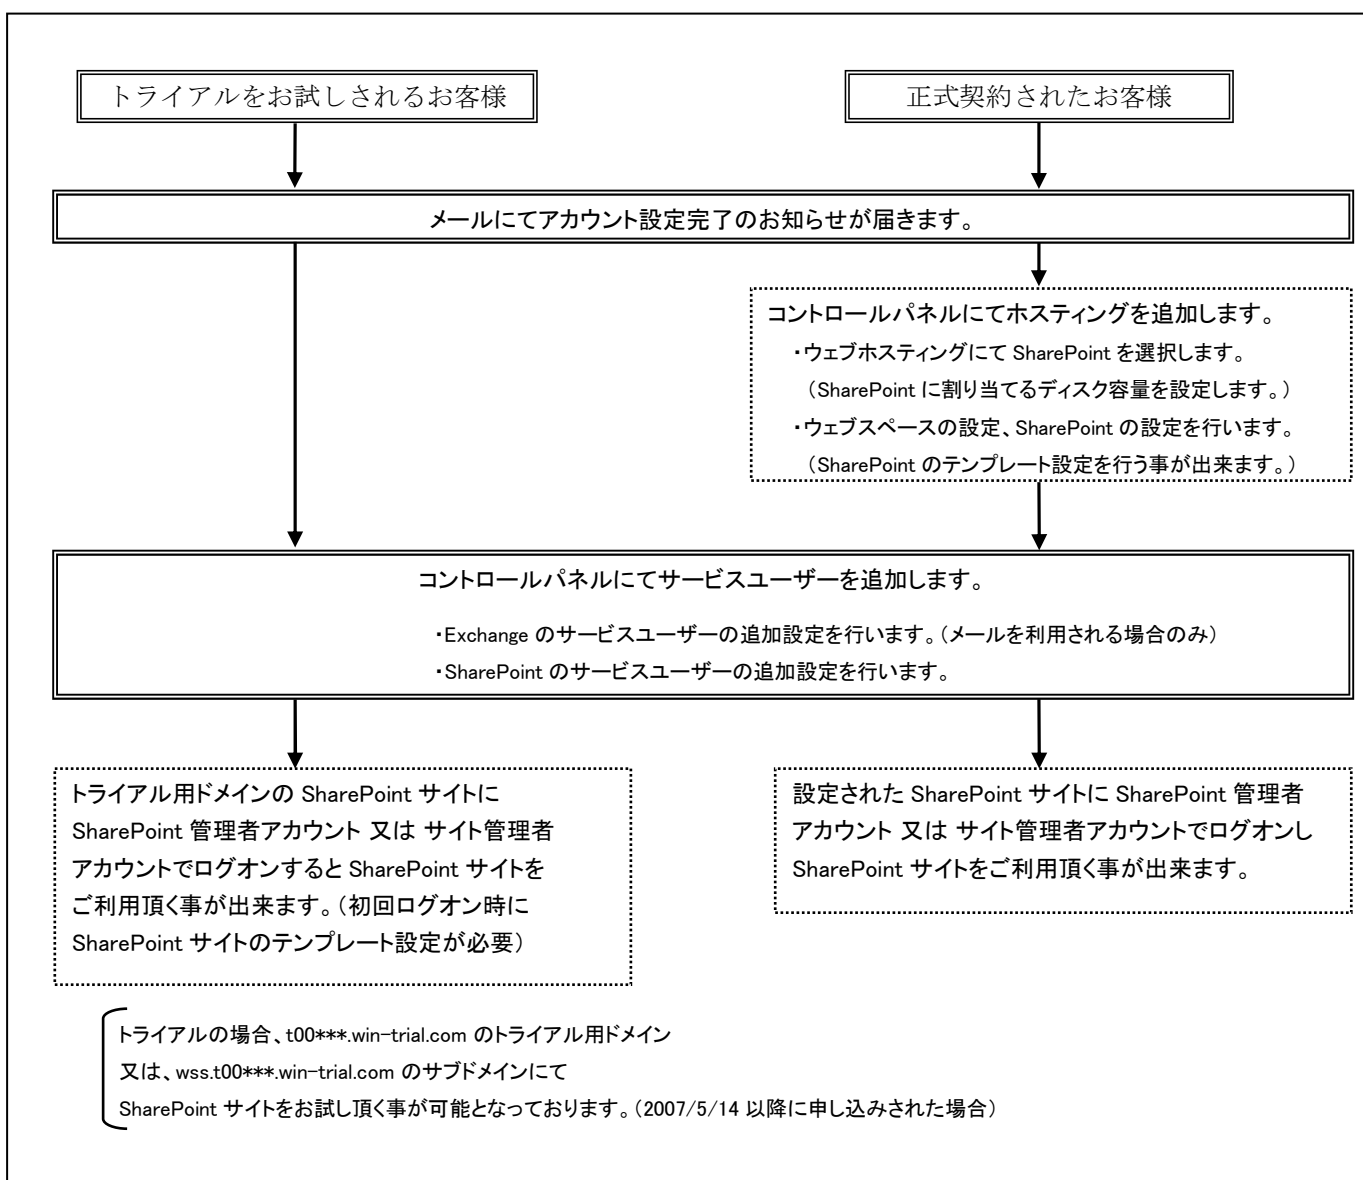 トライアルをお試しされるお客様
正式契約されたお客様
メールにてアカウント設定完了のお知らせが届きます。
コントロールパネルにてホスティングを追加します。
・ウェブホスティングにて SharePoint を選択します。
（SharePoint に割り当てるディスク容量を設定します。）
・ウェブスペースの設定、SharePoint の設定を行います。
（SharePoint のテンプレート設定を行う事が出来ます。）
コントロールパネルにてサービスユーザーを追加します。
・Exchange のサービスユーザーの追加設定を行います。（メールを利用される場合のみ）
・SharePoint のサービスユーザーの追加設定を行います。
トライアル用ドメインの SharePoint サイトに
SharePoint 管理者アカウント 又は サイト管理者
アカウントでログオンすると SharePoint サイトを
ご利用頂く事が出来ます。（初回ログオン時に
SharePoint サイトのテンプレート設定が必要）
設定された SharePoint サイトに SharePoint 管理者
アカウント 又は サイト管理者アカウントでログオンし
SharePoint サイトをご利用頂く事が出来ます。
トライアルの場合、t00***.win-trial.com のトライアル用ドメイン
又は、wss.t00***.win-trial.com のサブドメインにて
SharePoint サイトをお試し頂く事が可能となっております。（2007/5/14 以降に申し込みされた場合）